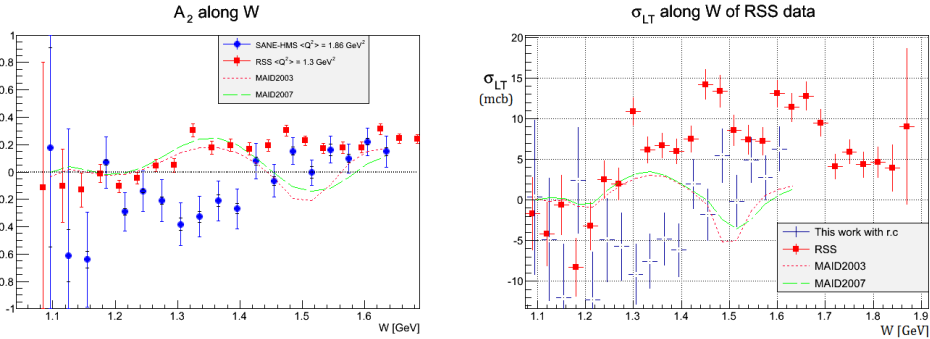 A2 along W
1
0.8
0.6
0.4
0.2
0
0.2
0.4
0.6
0.8
-1
1.1
1.2
1.3
1.4
1.5
1.6
W [GeV]
SANE-HMS <Q²> = 1.86 GeV²
RSS <Q²> = 1.3 GeV²
MAID2003
MAID2007
σLT along W of RSS data
σLT
(mcb)
20
15
10
5
0
-5
-10
1.1
1.2
1.3
1.4
1.5
1.6
1.7
1.8
1.9
W [GeV]
This work with r.c
RSS
MAID2003
MAID2007